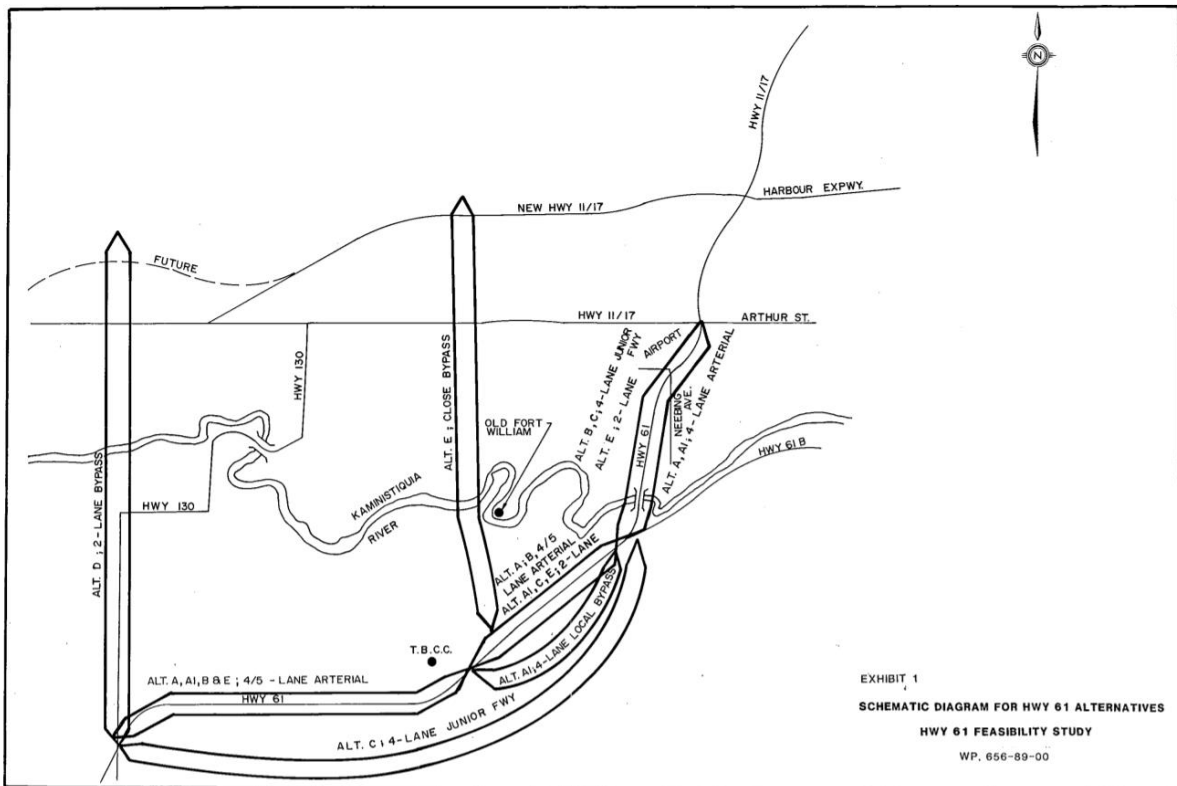 N
HWY 11/17
HARBOUR EXPWY.
NEW HWY 11/17
FUTURE
HWY 11/17
ARTHUR ST.
HWY 130
AIRPORT
ALT. B, C; 4-LANE JUNIOR
FWY
ALT. E; 2-LANE
NEEBING
AVE.
ALT. A, A1; 4-LANE ARTERIAL
HWY 61
HWY 61 B
ALT. D; 2-LANE BYPASS
ALT. E; CLOSE BYPASS
OLD FORT
WILLIAM
HWY 130
KAMINISTIQUIA
RIVER
ALT. A; B, 4/5
LANE ARTERIAL
ALT. A1, C, E; 2-LANE
ALT. A1; 4-LANE LOCAL BYPASS
T.B.C.C.
ALT. A, A1, B & E; 4/5 - LANE ARTERIAL
HWY 61
ALT. C; 4-LANE JUNIOR FWY
EXHIBIT 1
SCHEMATIC DIAGRAM FOR HWY 61 ALTERNATIVES
HWY 61 FEASIBILITY STUDY
WP. 656-89-00